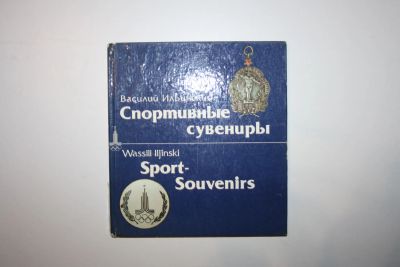 Василий Ильинский
Спортивные
сувениры
Wassili Iljinski
Sport-
Souvenirs